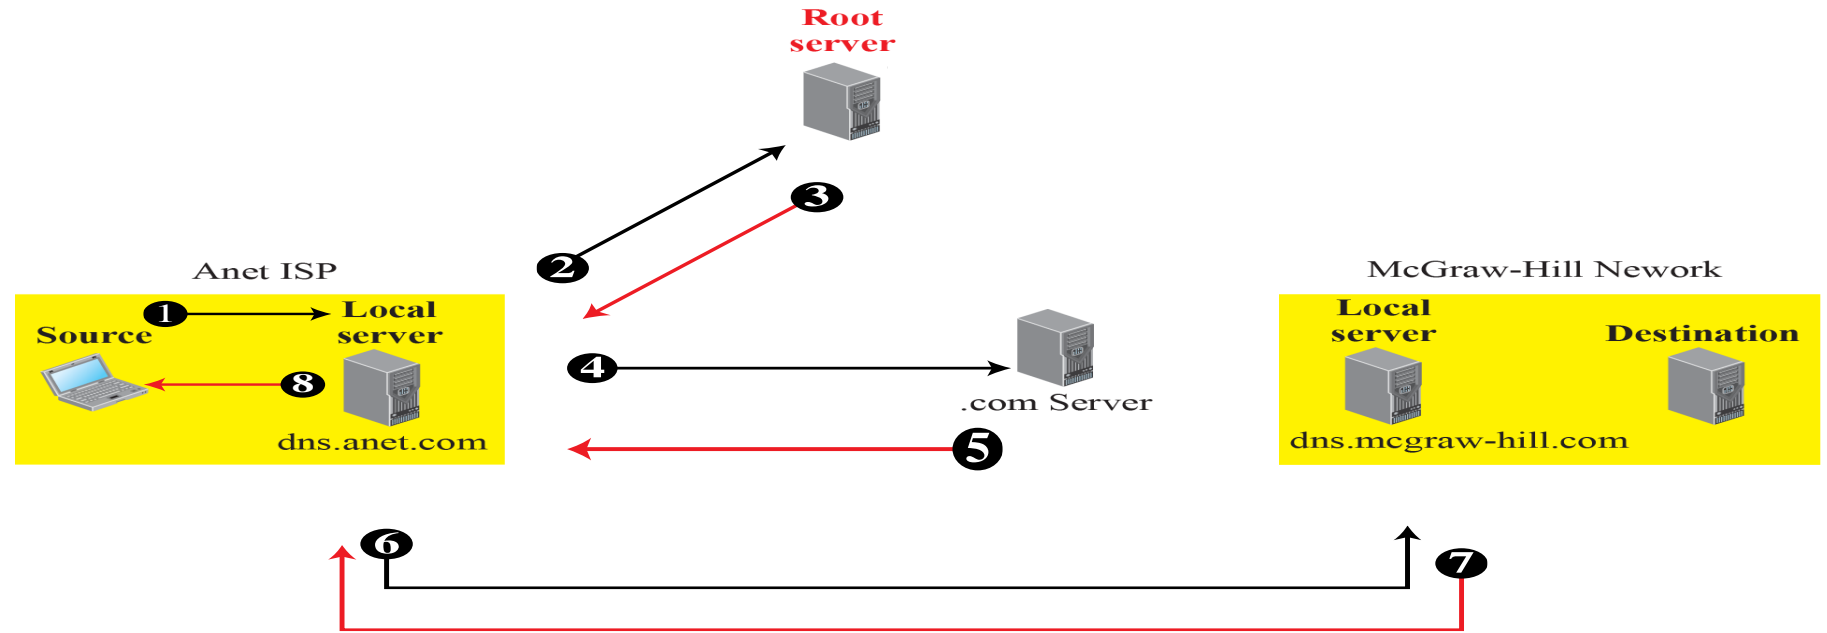 Root
server
3
2
Anet ISP
McGraw-Hill Nework
1
Local
server
Source
8
dns.anet.com
4
.com Server
5
Local
server
Destination
dns.mcgraw-hill.com
6
7